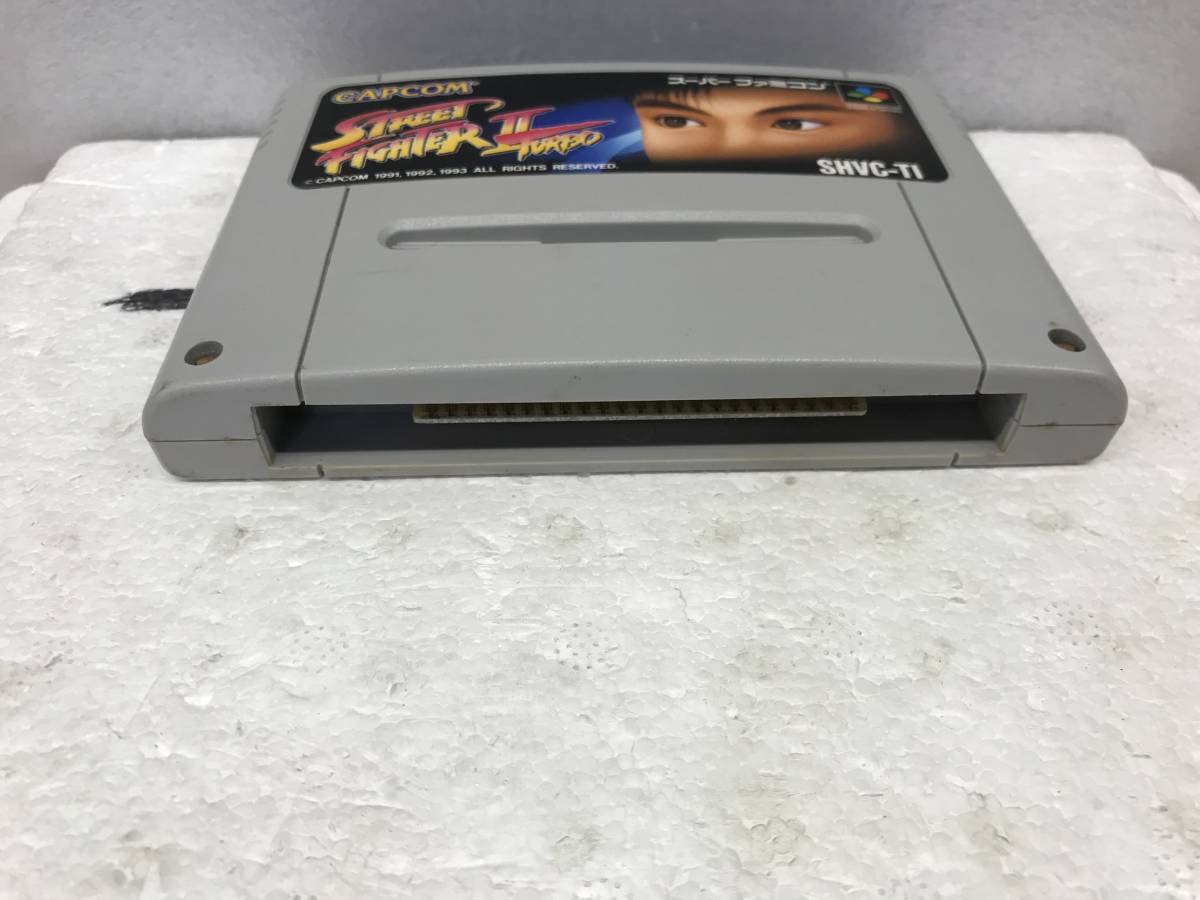 CAPCOM
スーパーファミコン
STREET
FIGHTER II TURBO
© CAPCOM 1991, 1992, 1993 ALL RIGHTS RESERVED.
SHVC-TI